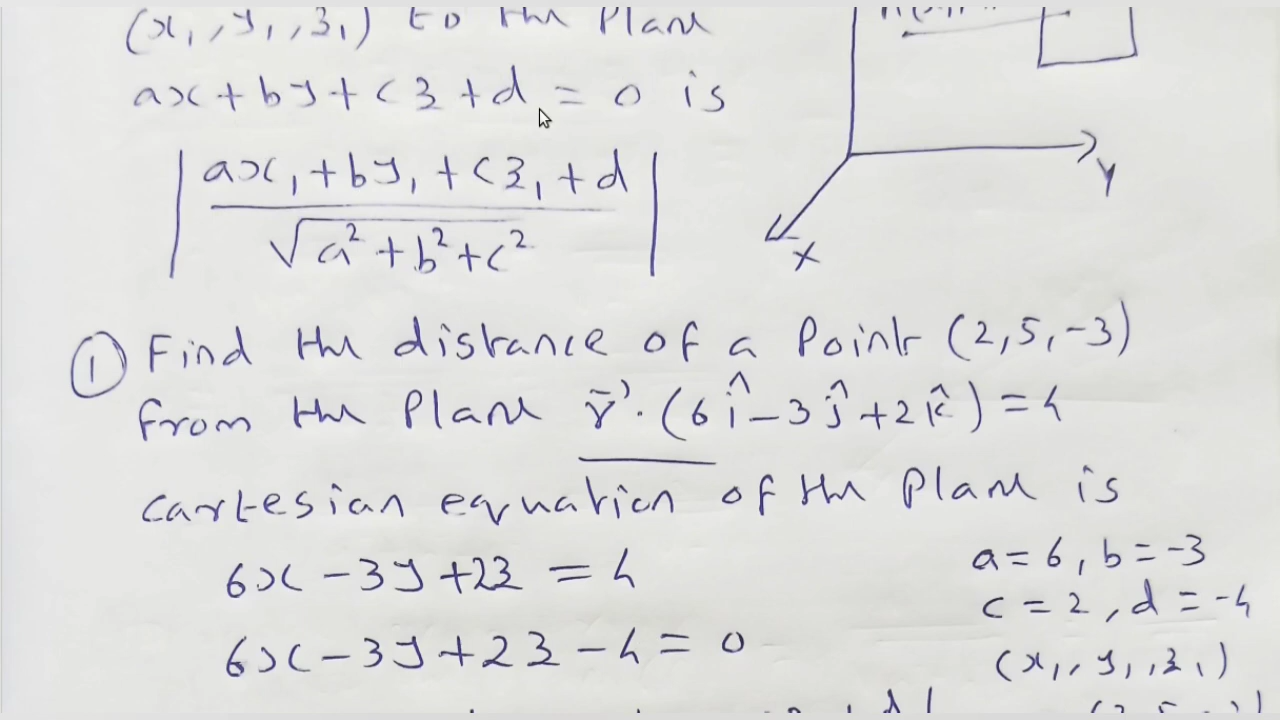 (x₁, y₁, z₁) to the Plane
ax + by + cz + d = 0 is
| ax₁ + by₁ + cz₁ + d |
√a² + b² + c²
Y
X
① Find the distance of a Point (2, 5, -3)
from the Plane r̄. (6î - 3ĵ + 2k̂) = 4
cartesian equation of the Plane is
6x - 3y + 2z = 4
6x - 3y + 2z - 4 = 0
a = 6, b = -3
c = 2, d = -4
(x₁, y₁, z₁)